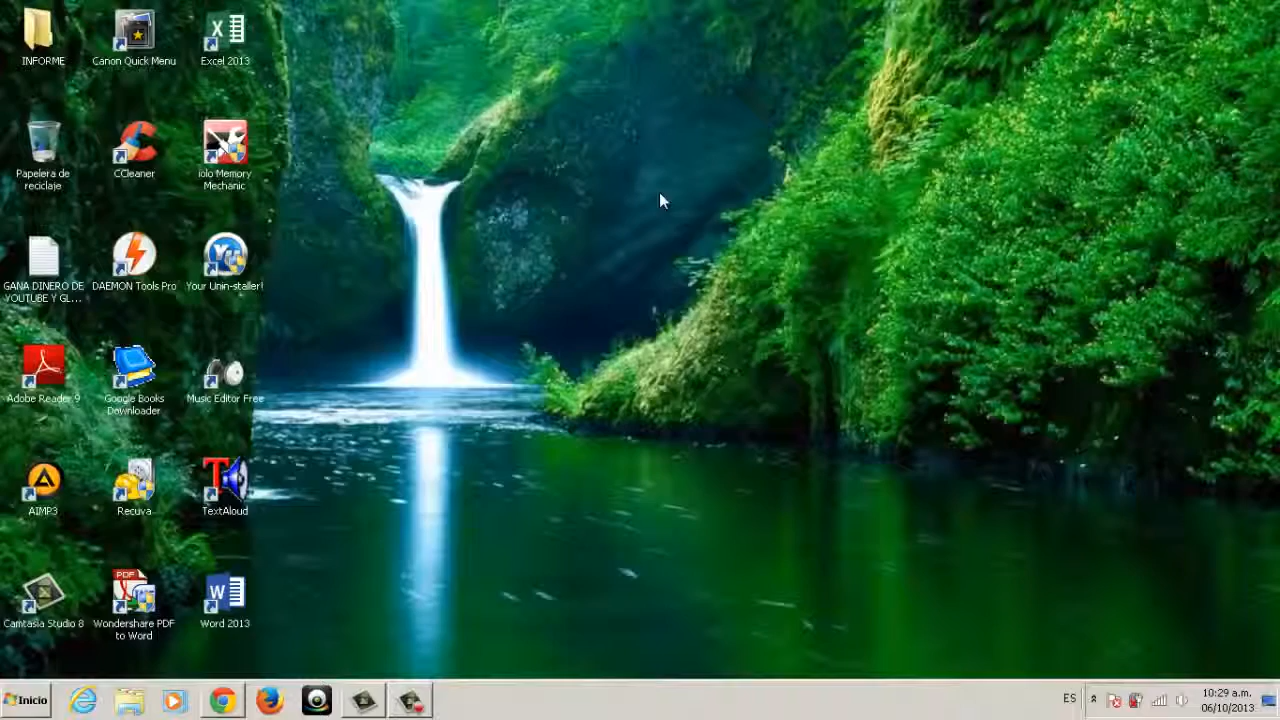 INFORME
Canon Quick Menu
Excel 2013
Papelera de
reciclaje
CCleaner
iolo Memory
Mechanic
GANA DINERO DE
YOUTUBE Y GL...
DAEMON Tools Pro
Your Unin-staller!
Adobe Reader 9
Google Books
Downloader
Music Editor Free
AIMP3
Recuva
TextAloud
Camtasia Studio 8
PDF
Wondershare PDF
to Word
Word 2013
Inicio
ES
10:29 a.m.
06/10/2013